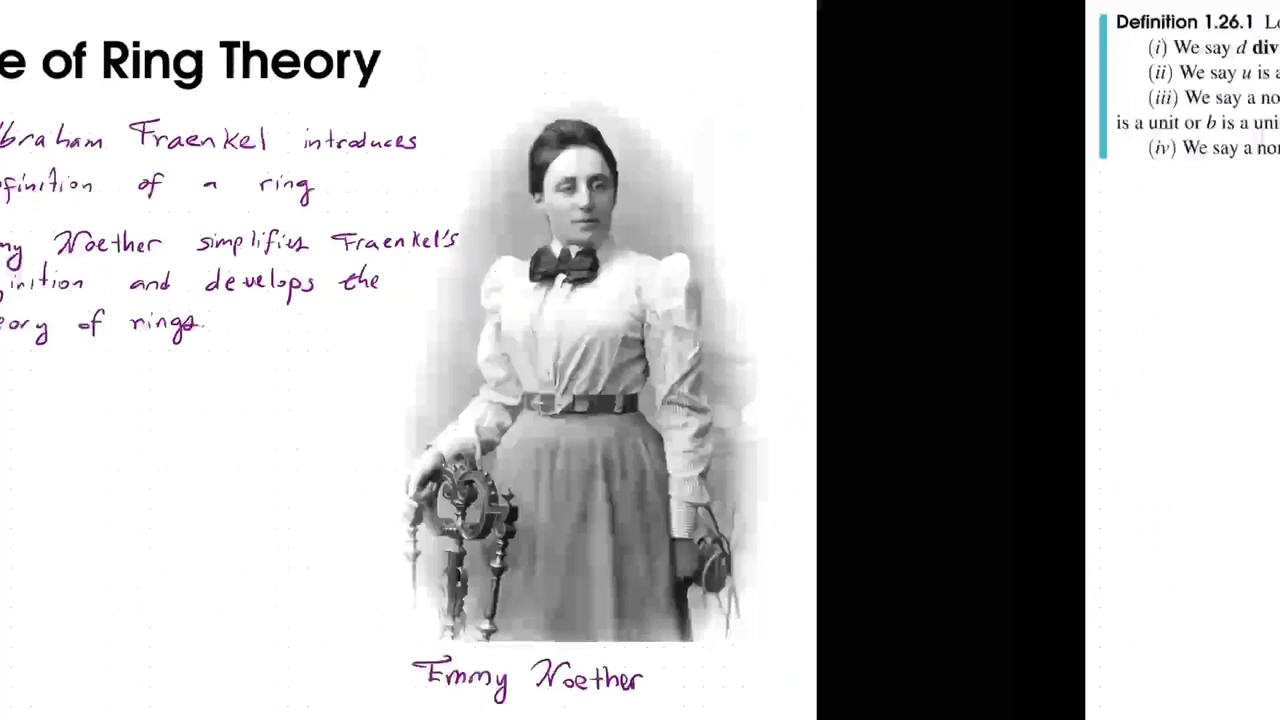 e of Ring Theory
braham Fraenkel introduces
finition of a ring
my Noether simplifies Fraenkel's
inition and develops the
eory of rings.
Emmy Noether
Definition 1.26.1 Le
(i) We say d div
(ii) We say u is a
(iii) We say a no
is a unit or b is a uni
(iv) We say a non